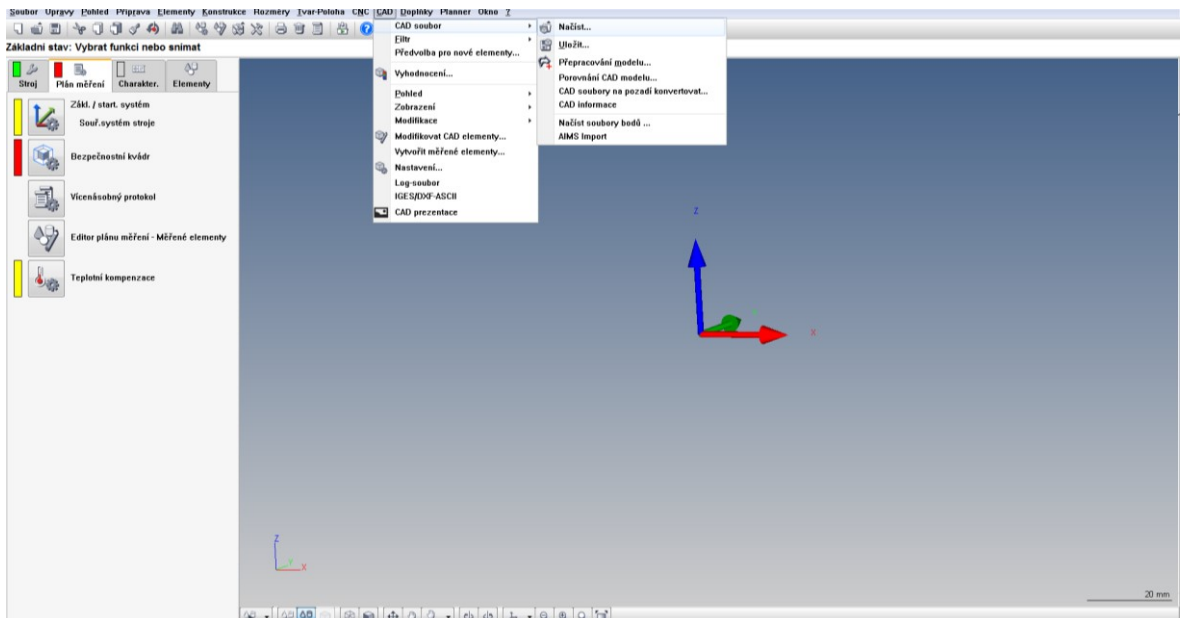 Soubor Úpravy Pohled Příprava Elementy Konstrukce Rozměry Tvar-Poloha CNC CAD Doplňky Planner Okno ?
Základní stav: Vybrat funkci nebo snímat
Stroj Plán měření Charakter. Elementy
Zákl. / start. systém
Souř.systém stroje
Bezpečnostní kvádr
Vícenásobný protokol
Editor plánu měření - Měřené elementy
Teplotní kompenzace
CAD soubor
Filtr
Předvolba pro nové elementy...
Vyhodnocení...
Pohled
Zobrazení
Modifikace
Modifikovat CAD elementy...
Vytvořit měřené elementy...
Nastavení...
Log-soubor
IGES/DXF-ASCII
CAD prezentace
Načíst...
Uložit...
Přepracování modelu...
Porovnání CAD modelu...
CAD soubory na pozadí konvertovat...
CAD informace
Načíst soubory bodů ...
AIMS Import
Z
Y
X
Z
Y
X
20 mm